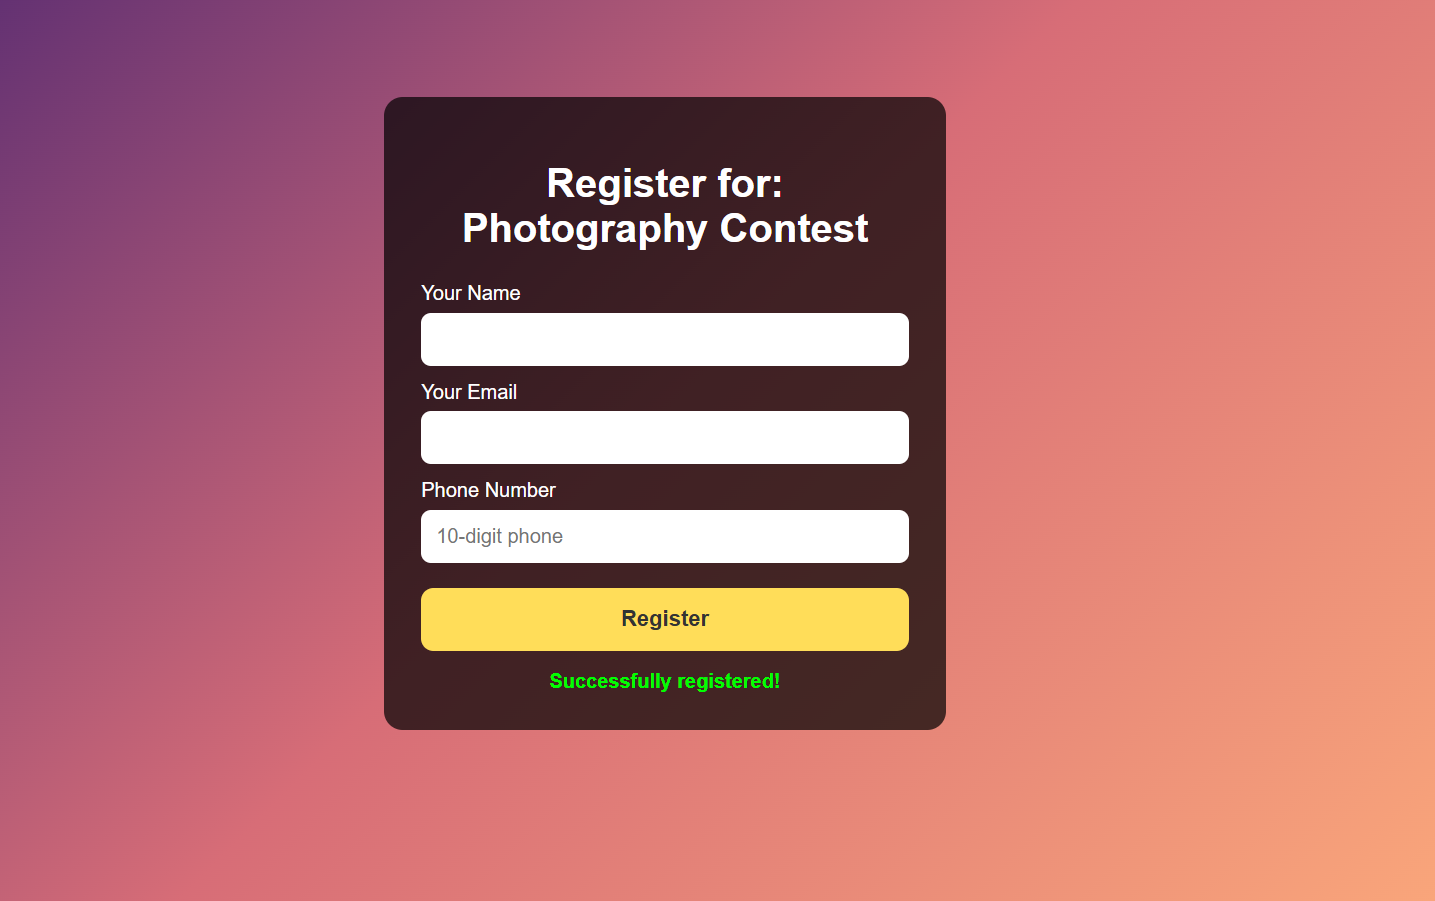 Register for:
Photography Contest
Your Name
Your Email
Phone Number
10-digit phone
Register
Successfully registered!